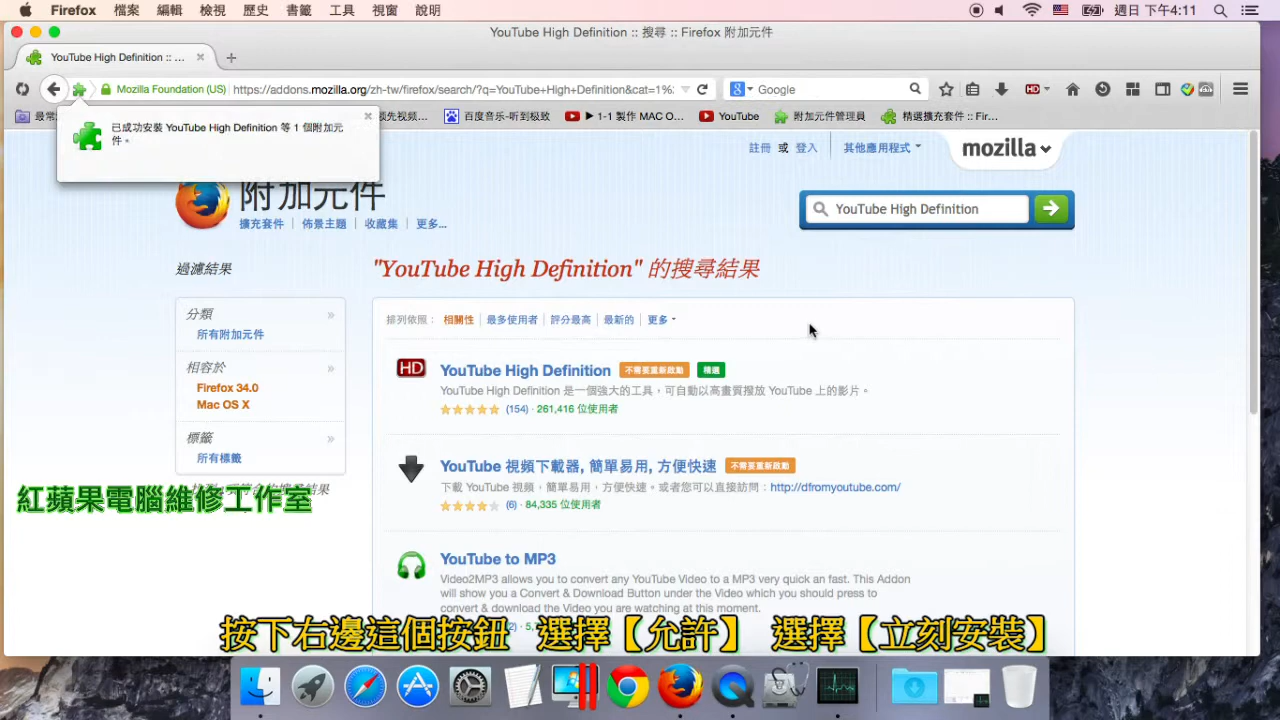 Firefox 檔案 編輯 檢視 歷史 書籤 工具 視窗 說明 週日 下午4:11
YouTube High Definition :: 搜尋 :: Firefox 附加元件
YouTube High Definition :: ...
Mozilla Foundation (US) https://addons.mozilla.org/zh-tw/firefox/search/?q=YouTube+High+Definition&cat=1% Google HD
最常 领先视频... 百度音乐-听到极致 ▶ 1-1 製作 MAC O... YouTube 附加元件管理員 精選擴充套件 :: Fir...
已成功安裝 YouTube High Definition 等 1 個附加元
件。
註冊 或 登入 其他應用程式 mozilla
附加元件
擴充套件 佈景主題 收藏集 更多...
YouTube High Definition
過濾結果
"YouTube High Definition" 的搜尋結果
分類 »
所有附加元件
相容於 »
Firefox 34.0
Mac OS X
標籤 »
所有標籤
排列依照： 相關性 最多使用者 評分最高 最新的 更多
HD YouTube High Definition 不需要重新啟動 精選
YouTube High Definition 是一個強大的工具，可自動以高畫質撥放 YouTube 上的影片。
(154) · 261,416 位使用者
YouTube 視頻下載器, 簡單易用, 方便快速 不需要重新啟動
下載 YouTube 視頻，簡單易用，方便快速。或者您可以直接訪問：http://dfromyoutube.com/
(6) · 84,335 位使用者
YouTube to MP3
Video2MP3 allows you to convert any YouTube Video to a MP3 very quick an fast. This Addon
will show you a Convert & Download Button under the Video which you should press to
convert & download the Video you are watching at this moment.
紅蘋果電腦維修工作室
按下右邊這個按鈕 選擇【允許】 選擇【立刻安裝】